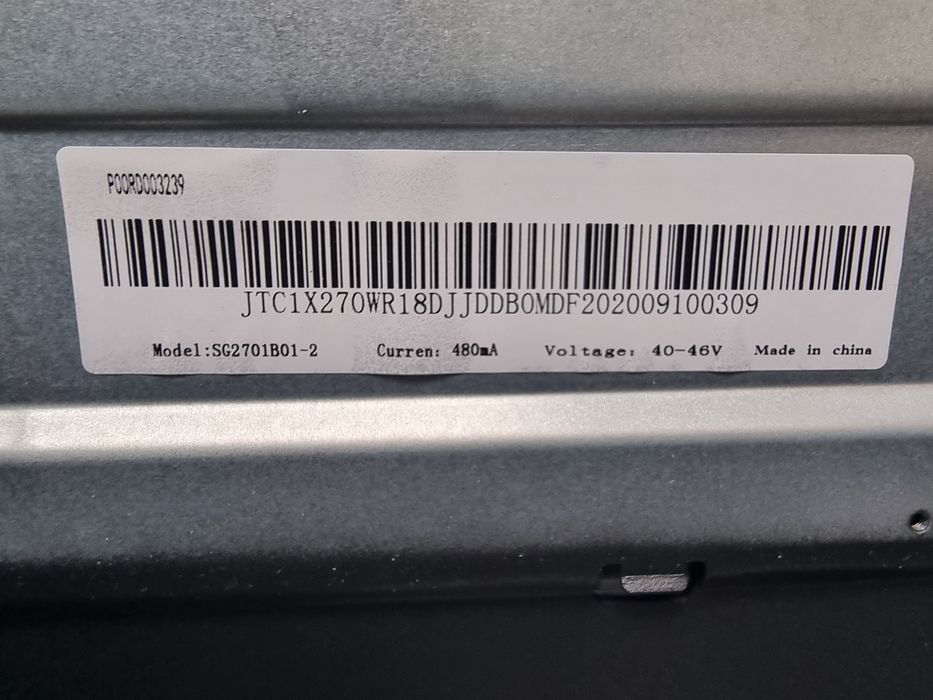 P00RD003239
JTC1X270WR18DJJDDB0MDF202009100309
Model:SG2701B01-2 Curren: 480mA Voltage: 40-46V Made in china